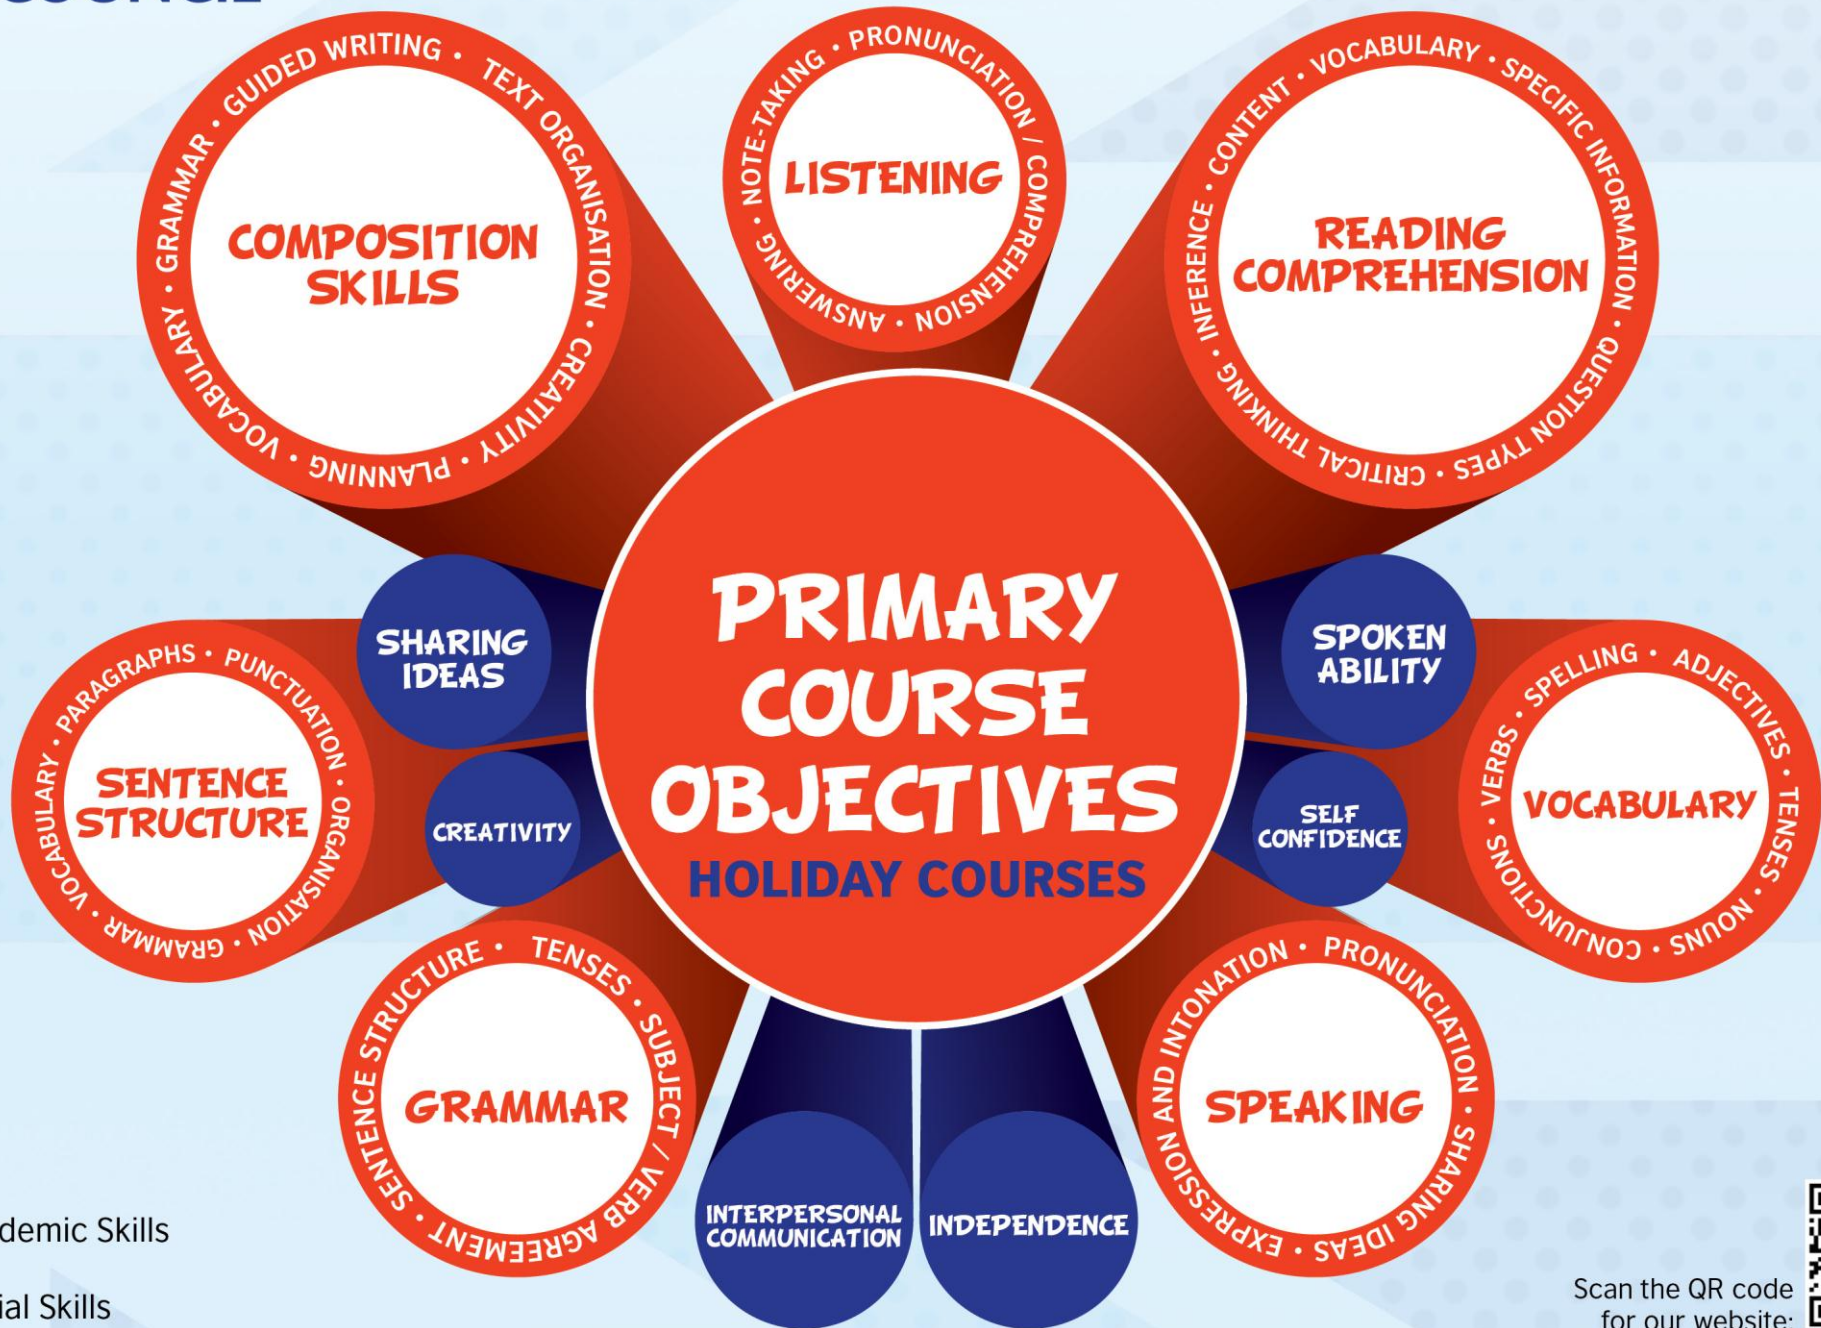 GUIDED WRITING • TEXT ORGANISATION • CREATIVITY • PLANNING • VOCABULARY • GRAMMAR •
COMPOSITION
SKILLS
PRONUNCIATION / COMPREHENSION • ANSWERING • NOTE-TAKING •
LISTENING
VOCABULARY • SPECIFIC INFORMATION • QUESTION TYPES • CRITICAL THINKING • INFERENCE • CONTENT •
READING
COMPREHENSION
PRIMARY
COURSE
OBJECTIVES
HOLIDAY COURSES
SHARING
IDEAS
SPOKEN
ABILITY
PARAGRAPHS • PUNCTUATION • ORGANISATION • GRAMMAR • VOCABULARY •
SENTENCE
STRUCTURE
CREATIVITY
SELF
CONFIDENCE
SPELLING • ADJECTIVES • TENSES • NOUNS • CONJUNCTIONS • VERBS •
VOCABULARY
TENSES • SUBJECT / VERB AGREEMENT • SENTENCE STRUCTURE •
GRAMMAR
INTERPERSONAL
COMMUNICATION
INDEPENDENCE
PRONUNCIATION • SHARING IDEAS • EXPRESSION AND INTONATION •
SPEAKING
demic Skills
ial Skills
Scan the QR code
for our website: